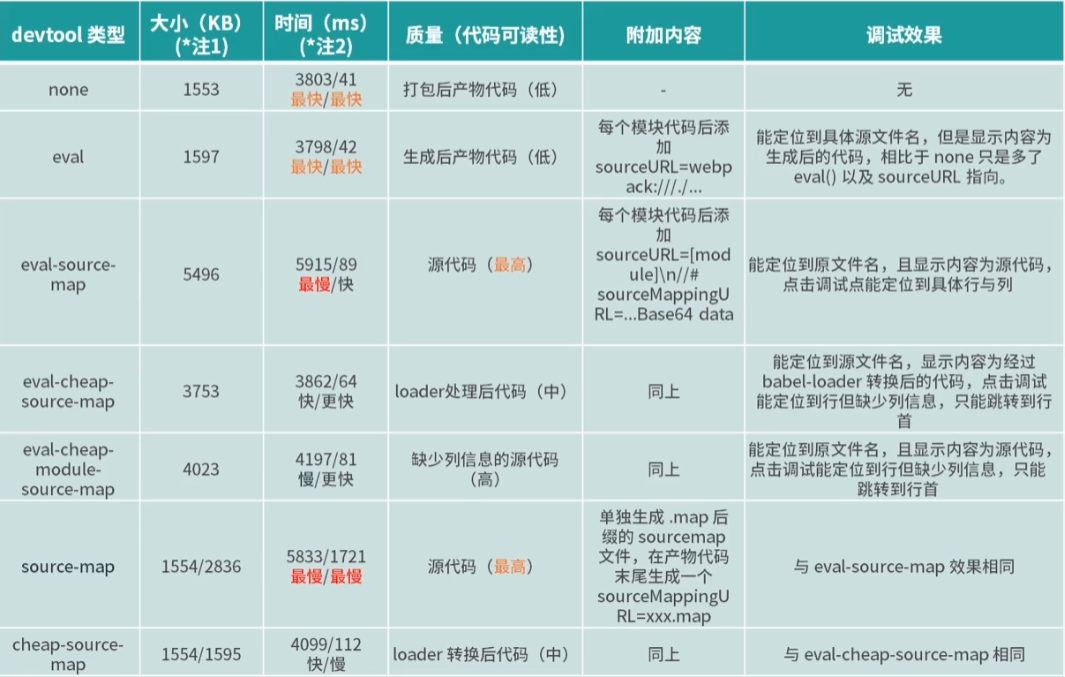 devtool 类型
大小（KB）
(*注1)
时间（ms）
(*注2)
质量（代码可读性)
附加内容
调试效果
none
1553
3803/41
最快/最快
打包后产物代码（低）
-
无
eval
1597
3798/42
最快/最快
生成后产物代码（低）
每个模块代码后添
加
sourceURL=webp
ack:///./...
能定位到具体源文件名，但是显示内容为
生成后的代码，相比于 none 只是多了
eval() 以及 sourceURL 指向。
eval-source-
map
5496
5915/89
最慢/快
源代码（最高）
每个模块代码后添
加
sourceURL=[mod
ule]\n//#
sourceMappingU
RL=...Base64 data
能定位到原文件名，且显示内容为源代码，
点击调试点能定位到具体行与列
eval-cheap-
source-map
3753
3862/64
快/更快
loader处理后代码（中）
同上
能定位到源文件名，显示内容为经过
babel-loader 转换后的代码，点击调试
能定位到行但缺少列信息，只能跳转到行
首
eval-cheap-
module-
source-map
4023
4197/81
慢/更快
缺少列信息的源代码
（高）
同上
能定位到原文件名，且显示内容为源代码，
点击调试能定位到行但缺少列信息，只能
跳转到行首
source-map
1554/2836
5833/1721
最慢/最慢
源代码（最高）
单独生成 .map 后
缀的 sourcemap
文件，在产物代码
末尾生成一个
sourceMappingU
RL=xxx.map
与 eval-source-map 效果相同
cheap-source-
map
1554/1595
4099/112
快/慢
loader 转换后代码（中）
同上
与 eval-cheap-source-map 相同